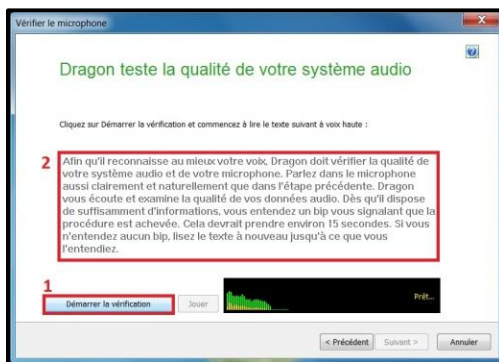 Vérifier le microphone
Dragon teste la qualité de votre système audio
Cliquez sur Démarrer la vérification et commencez à lire le texte suivant à voix haute :
2
Afin qu'il reconnaisse au mieux votre voix, Dragon doit vérifier la qualité de
votre système audio et de votre microphone. Parlez dans le microphone
aussi clairement et naturellement que dans l'étape précédente. Dragon
vous écoute et examine la qualité de vos données audio. Dès qu'il dispose
de suffisamment d'informations, vous entendez un bip vous signalant que la
procédure est achevée. Cela devrait prendre environ 15 secondes. Si vous
n'entendez aucun bip, lisez le texte à nouveau jusqu'à ce que vous
l'entendiez.
1
Démarrer la vérification Jouer Prêt...
< Précédent Suivant > Annuler